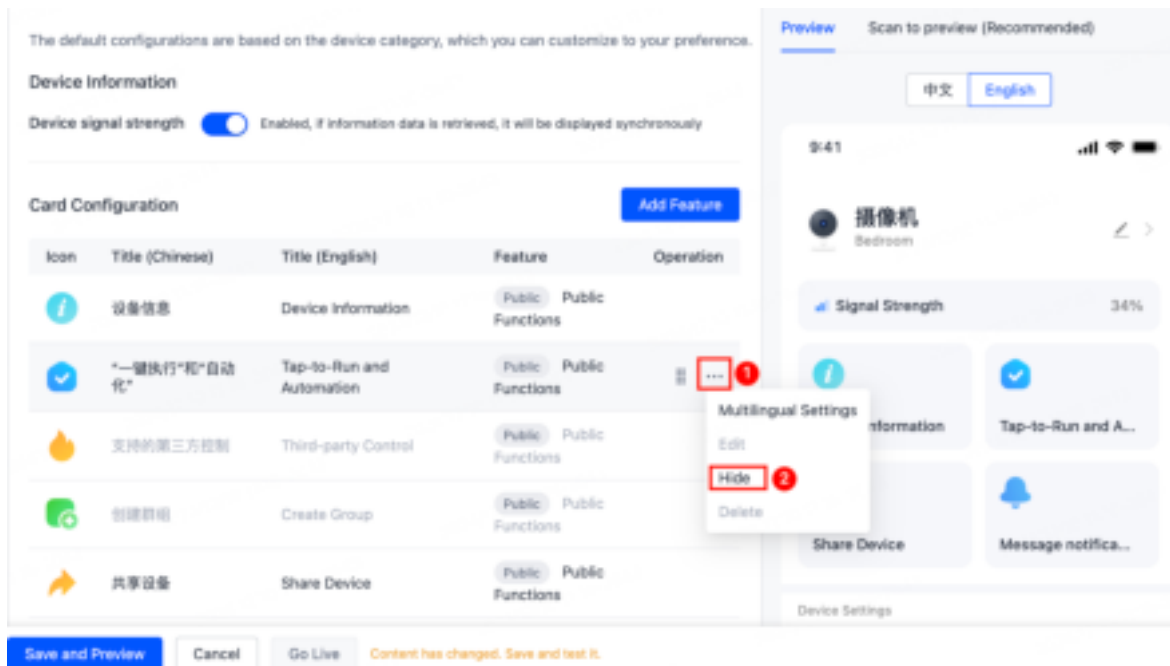 The default configurations are based on the device category, which you can customize to your preference.
Device Information
Device signal strength
Enabled, if information data is retrieved, it will be displayed synchronously
Card Configuration
Add Feature
Icon Title (Chinese) Title (English) Feature Operation
设备信息 Device Information Public Public
Functions
"一键执行"和"自动
化"
Tap-to-Run and
Automation
Public Public
Functions
... 1
支持的第三方控制 Third-party Control Public Public
Functions
创建群组 Create Group Public Public
Functions
共享设备 Share Device Public Public
Functions
Multilingual Settings
Edit
Hide 2
Delete
Save and Preview Cancel Go Live Content has changed. Save and test it.
Preview Scan to preview (Recommended)
中文 English
9:41
摄像机
Bedroom
Signal Strength 34%
nformation Tap-to-Run and A...
Share Device Message notifica...
Device Settings